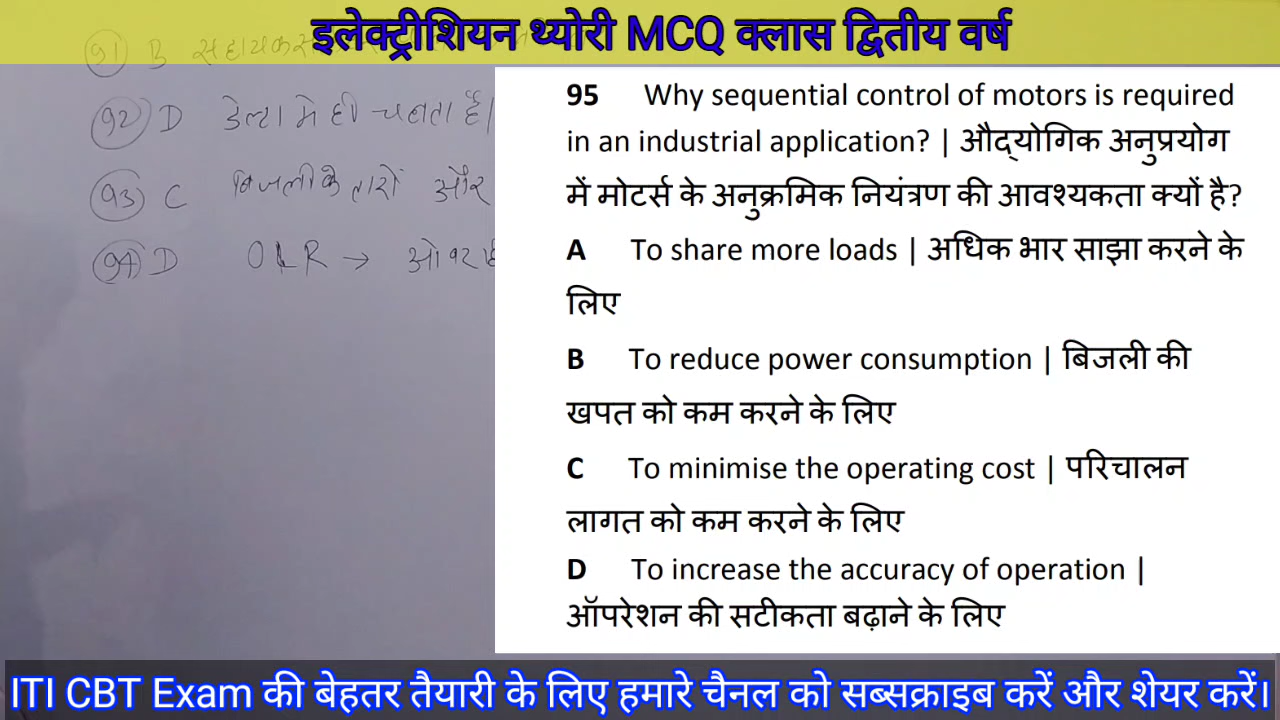 इलेक्ट्रीशियन थ्योरी MCQ क्लास द्वितीय वर्ष
91 B सहायक
92 D डेल्टा मे ही चलता है।
93 C बिजली के तारों और
94 D OLR → ओवर
95 Why sequential control of motors is required
in an industrial application? | औद्योगिक अनुप्रयोग
में मोटर्स के अनुक्रमिक नियंत्रण की आवश्यकता क्यों है?
A To share more loads | अधिक भार साझा करने के
लिए
B To reduce power consumption | बिजली की
खपत को कम करने के लिए
C To minimise the operating cost | परिचालन
लागत को कम करने के लिए
D To increase the accuracy of operation |
ऑपरेशन की सटीकता बढ़ाने के लिए
ITI CBT Exam की बेहतर तैयारी के लिए हमारे चैनल को सब्सक्राइब करें और शेयर करें।